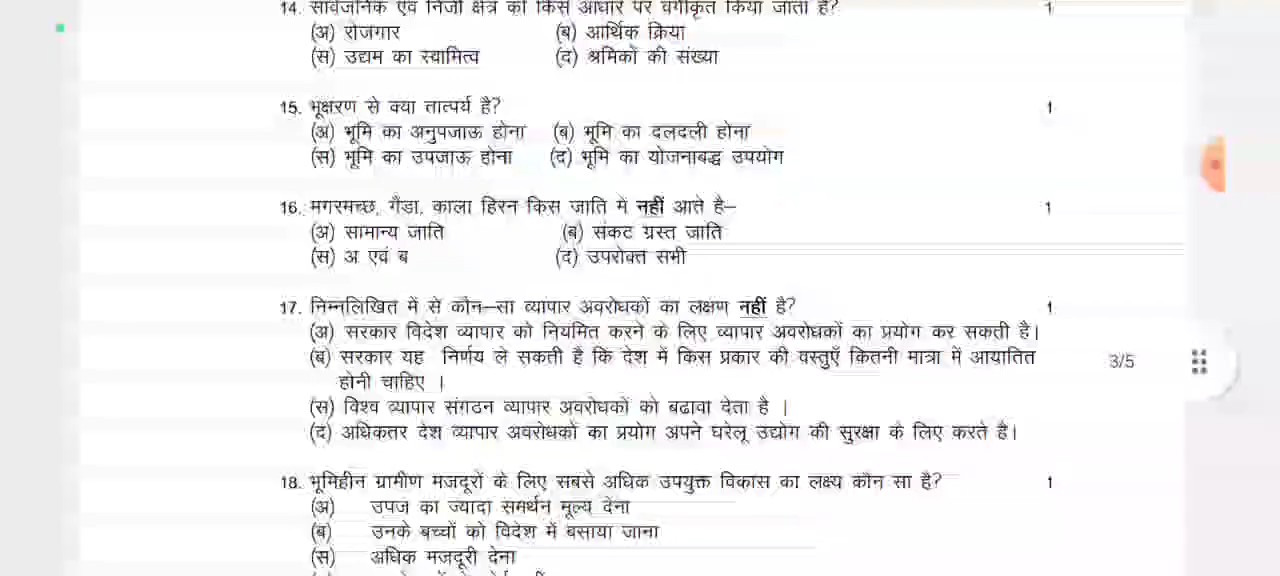 14. सार्वजनिक एवं निजी क्षेत्र को किस आधार पर वर्गीकृत किया जाता है? 1
(अ) रोजगार (ब) आर्थिक क्रिया
(स) उद्यम का स्वामित्व (द) श्रमिकों की संख्या
15. भूक्षरण से क्या तात्पर्य है? 1
(अ) भूमि का अनुपजाऊ होना (ब) भूमि का दलदली होना
(स) भूमि का उपजाऊ होना (द) भूमि का योजनाबद्ध उपयोग
16. मगरमच्छ, गैंडा, काला हिरन किस जाति में नहीं आते है– 1
(अ) सामान्य जाति (ब) संकट ग्रस्त जाति
(स) अ एवं ब (द) उपरोक्त सभी
17. निम्नलिखित में से कौन–सा व्यापार अवरोधकों का लक्षण नहीं है? 1
(अ) सरकार विदेश व्यापार को नियमित करने के लिए व्यापार अवरोधकों का प्रयोग कर सकती है।
(ब) सरकार यह निर्णय ले सकती है कि देश में किस प्रकार की वस्तुएँ कितनी मात्रा में आयातित
होनी चाहिए ।
3/5
(स) विश्व व्यापार संगठन व्यापार अवरोधकों को बढावा देता है ।
(द) अधिकतर देश व्यापार अवरोधकों का प्रयोग अपने घरेलू उद्योग की सुरक्षा के लिए करते है।
18. भूमिहीन ग्रामीण मजदूरों के लिए सबसे अधिक उपयुक्त विकास का लक्ष्य कौन सा है? 1
(अ) उपज का ज्यादा समर्थन मूल्य देना
(ब) उनके बच्चों को विदेश में बसाया जाना
(स) अधिक मजदूरी देना